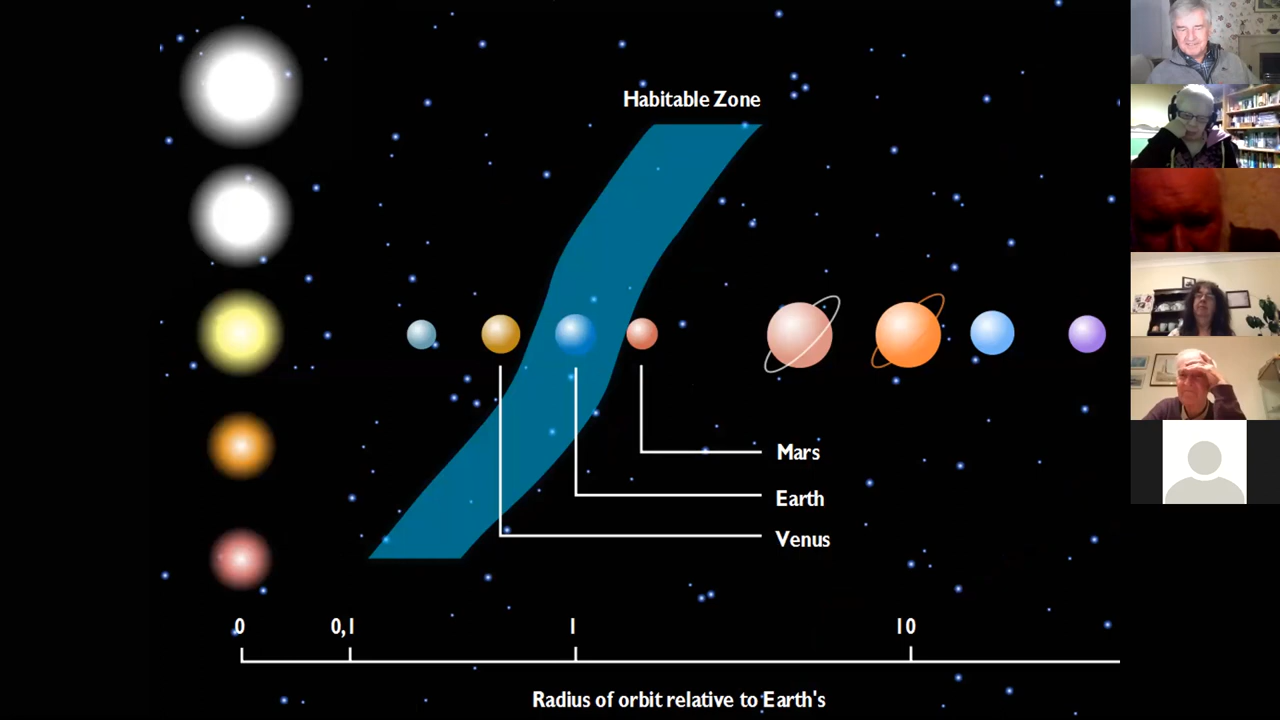 Habitable Zone
Mars
Earth
Venus
0 0,1 1 10
Radius of orbit relative to Earth's